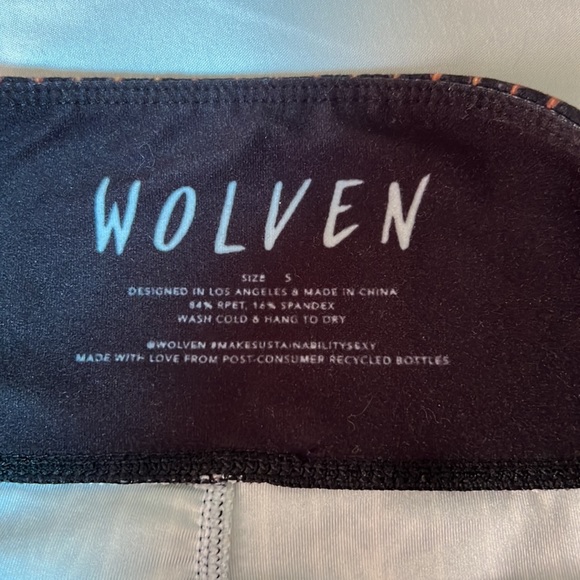 WOLVEN
SIZE S
DESIGNED IN LOS ANGELES & MADE IN CHINA
84% RPET, 16% SPANDEX
WASH COLD & HANG TO DRY
@WOLVEN #MAKESUSTAINABILITYSEXY
MADE WITH LOVE FROM POST-CONSUMER RECYCLED BOTTLES